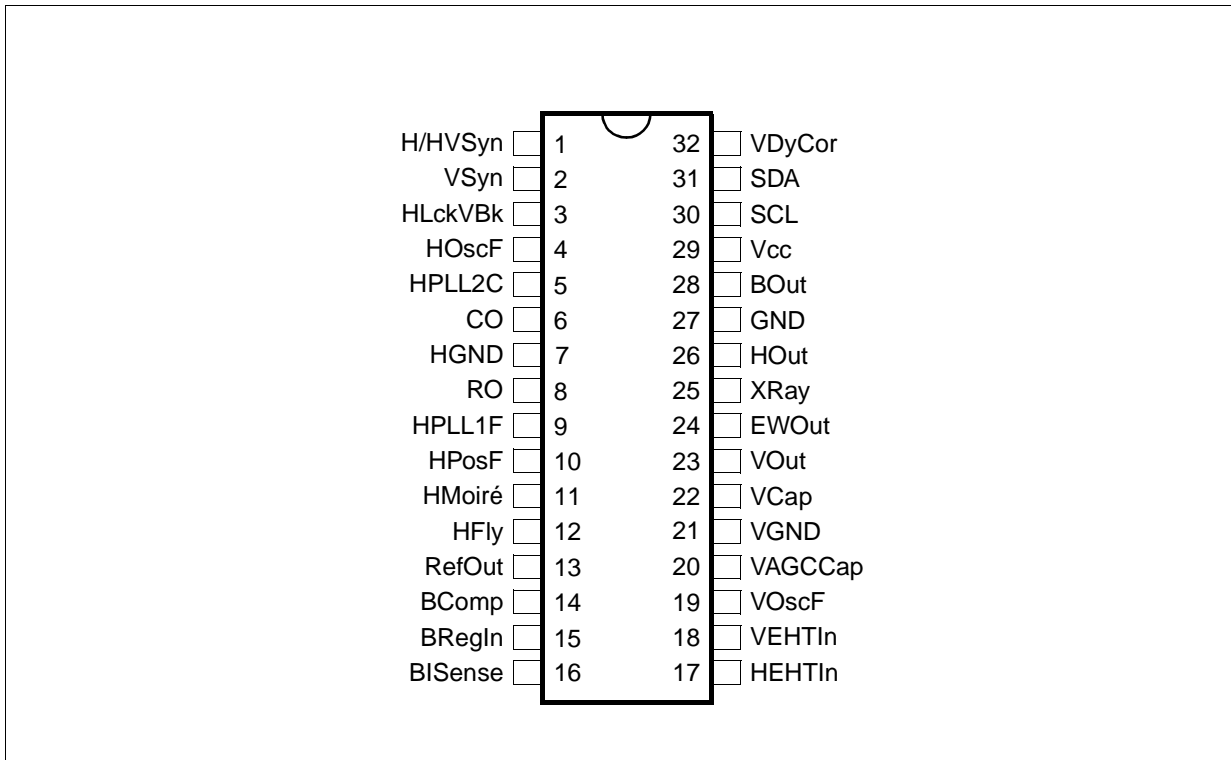 H/HVSyn 1 32 VDyCor
VSyn 2 31 SDA
HLckVBk 3 30 SCL
HOscF 4 29 Vcc
HPLL2C 5 28 BOut
CO 6 27 GND
HGND 7 26 HOut
RO 8 25 XRay
HPLL1F 9 24 EWOut
HPosF 10 23 VOut
HMoiré 11 22 VCap
HFly 12 21 VGND
RefOut 13 20 VAGCCap
BComp 14 19 VOscF
BRegIn 15 18 VEHTIn
BISense 16 17 HEHTIn